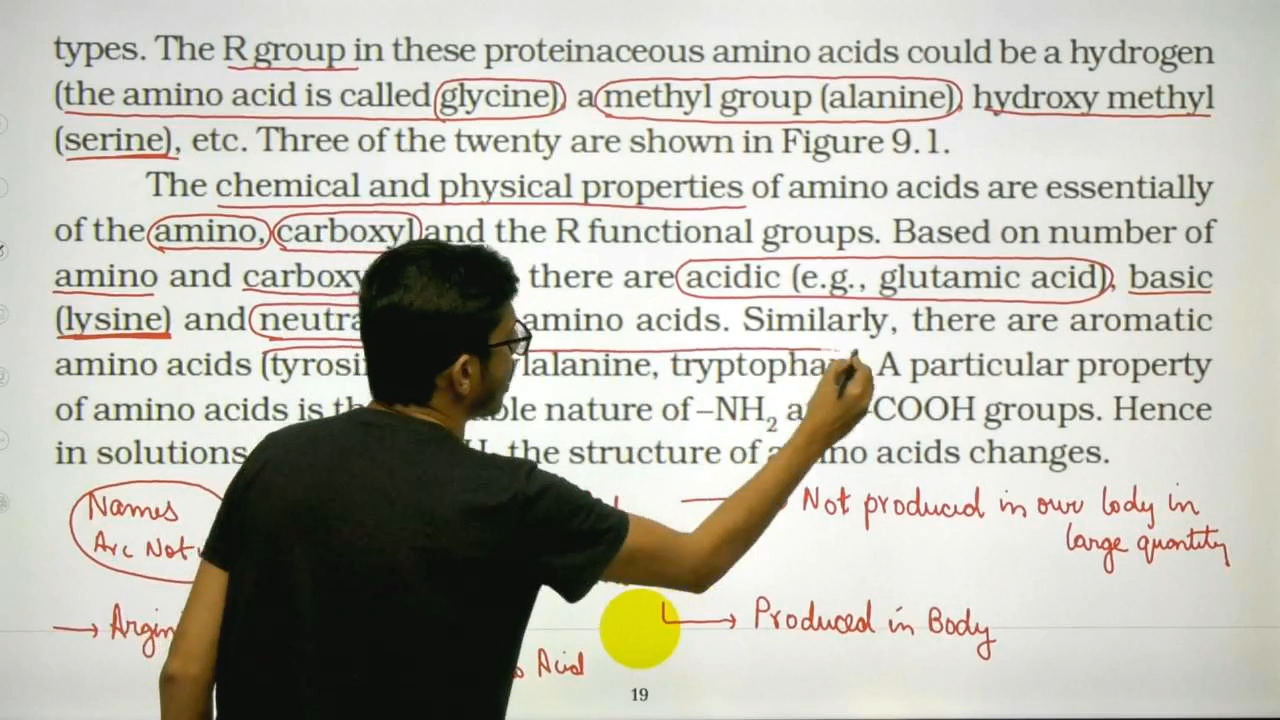 types. The R group in these proteinaceous amino acids could be a hydrogen
(the amino acid is called glycine), a methyl group (alanine), hydroxy methyl
(serine), etc. Three of the twenty are shown in Figure 9.1.
The chemical and physical properties of amino acids are essentially
of the amino, carboxyl and the R functional groups. Based on number of
amino and carboxy there are acidic (e.g., glutamic acid), basic
(lysine) and neutra amino acids. Similarly, there are aromatic
amino acids (tyrosi lalanine, tryptopha A particular property
of amino acids is th ble nature of –NH2 a COOH groups. Hence
in solutions H, the structure of a no acids changes.
Names
Are Not
Not produced in our body in
large quantity
→ Argin
→ Produced in Body
Acid
19